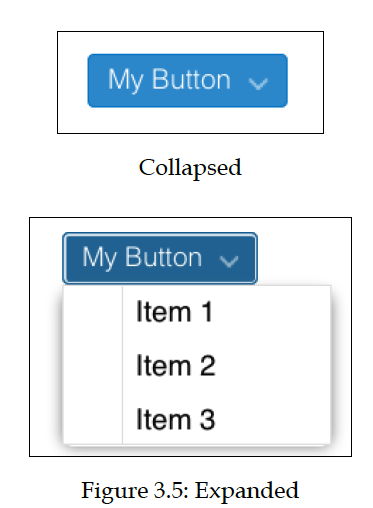 My Button
Collapsed
My Button
Item 1
Item 2
Item 3
Figure 3.5: Expanded